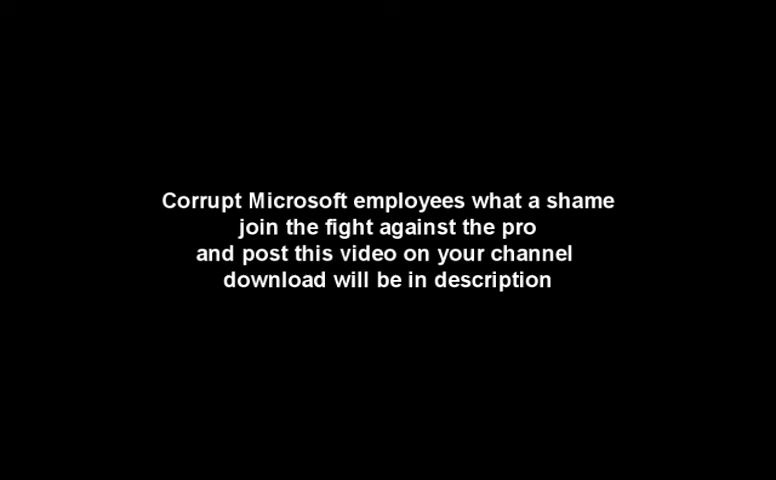 Corrupt Microsoft employees what a shame
join the fight against the pro
and post this video on your channel
download will be in description